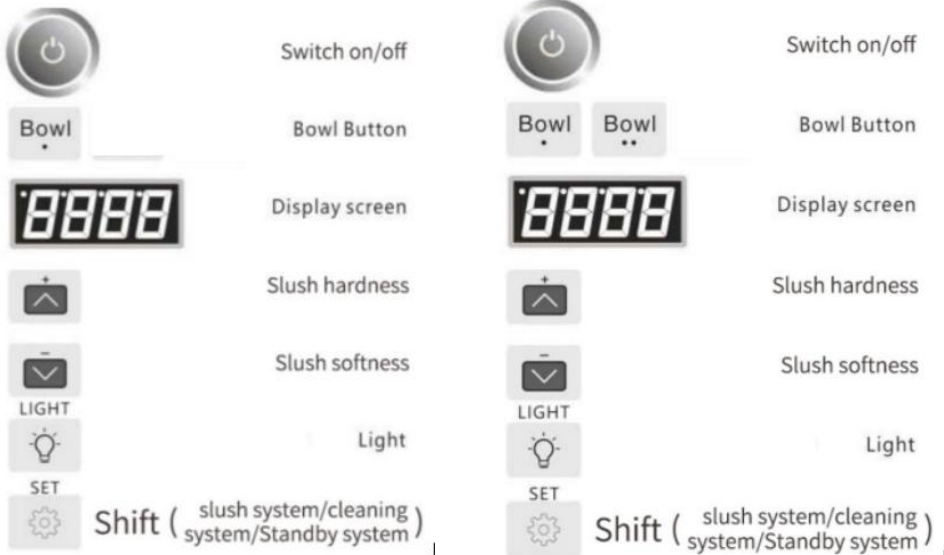 Switch on/off
Bowl
Bowl Button
8888
Display screen
+
Slush hardness
-
Slush softness
LIGHT
Light
SET
Shift ( slush system/cleaning
system/Standby system )
Switch on/off
Bowl Bowl
Bowl Button
8888
Display screen
+
Slush hardness
-
Slush softness
LIGHT
Light
SET
Shift ( slush system/cleaning
system/Standby system )